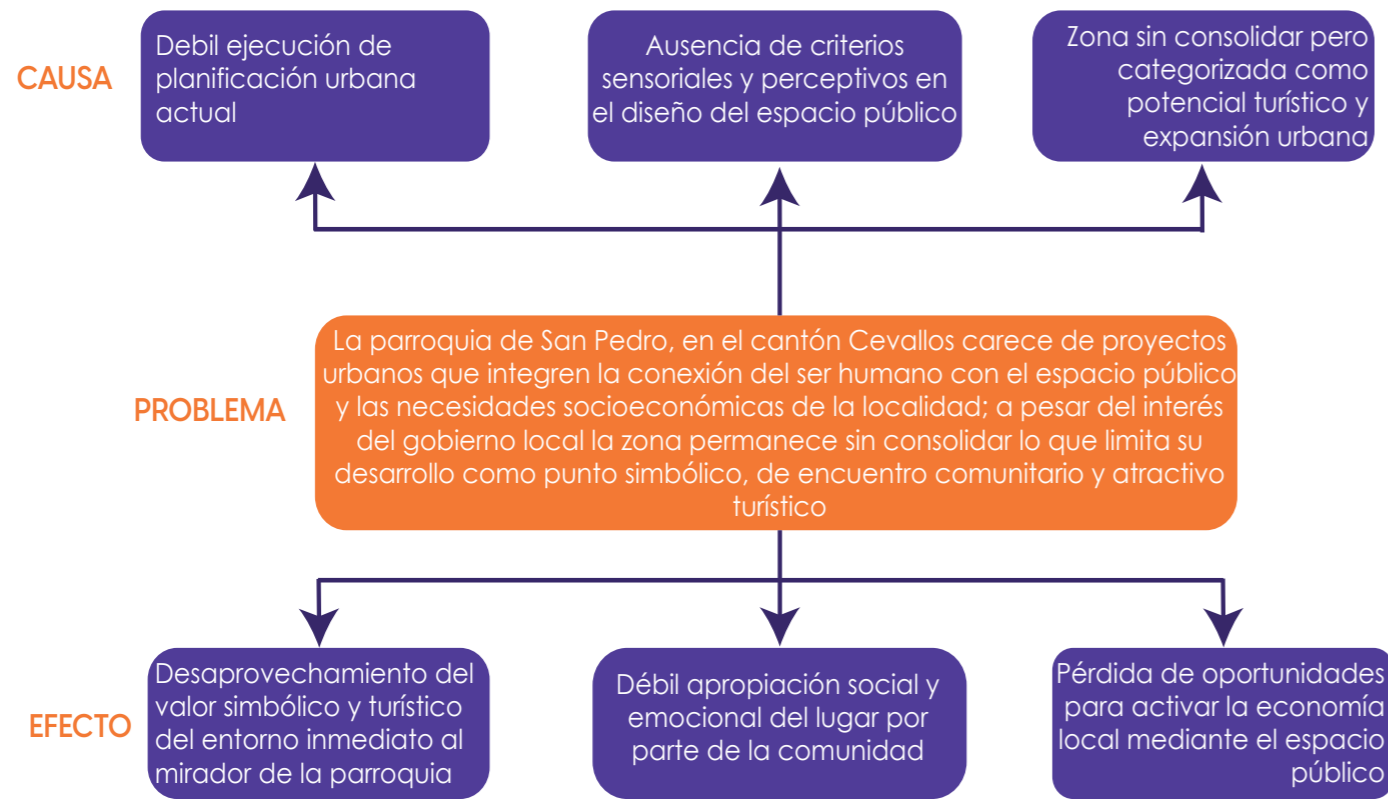 CAUSA
Debil ejecución de
planificación urbana
actual
Ausencia de criterios
sensoriales y perceptivos en
el diseño del espacio público
Zona sin consolidar pero
categorizada como
potencial turístico y
expansión urbana
PROBLEMA
La parroquia de San Pedro, en el cantón Cevallos carece de proyectos
urbanos que integren la conexión del ser humano con el espacio público
y las necesidades socioeconómicas de la localidad; a pesar del interés
del gobierno local la zona permanece sin consolidar lo que limita su
desarrollo como punto simbólico, de encuentro comunitario y atractivo
turístico
EFECTO
Desaprovechamiento del
valor simbólico y turístico
del entorno inmediato al
mirador de la parroquia
Débil apropiación social y
emocional del lugar por
parte de la comunidad
Pérdida de oportunidades
para activar la economía
local mediante el espacio
público